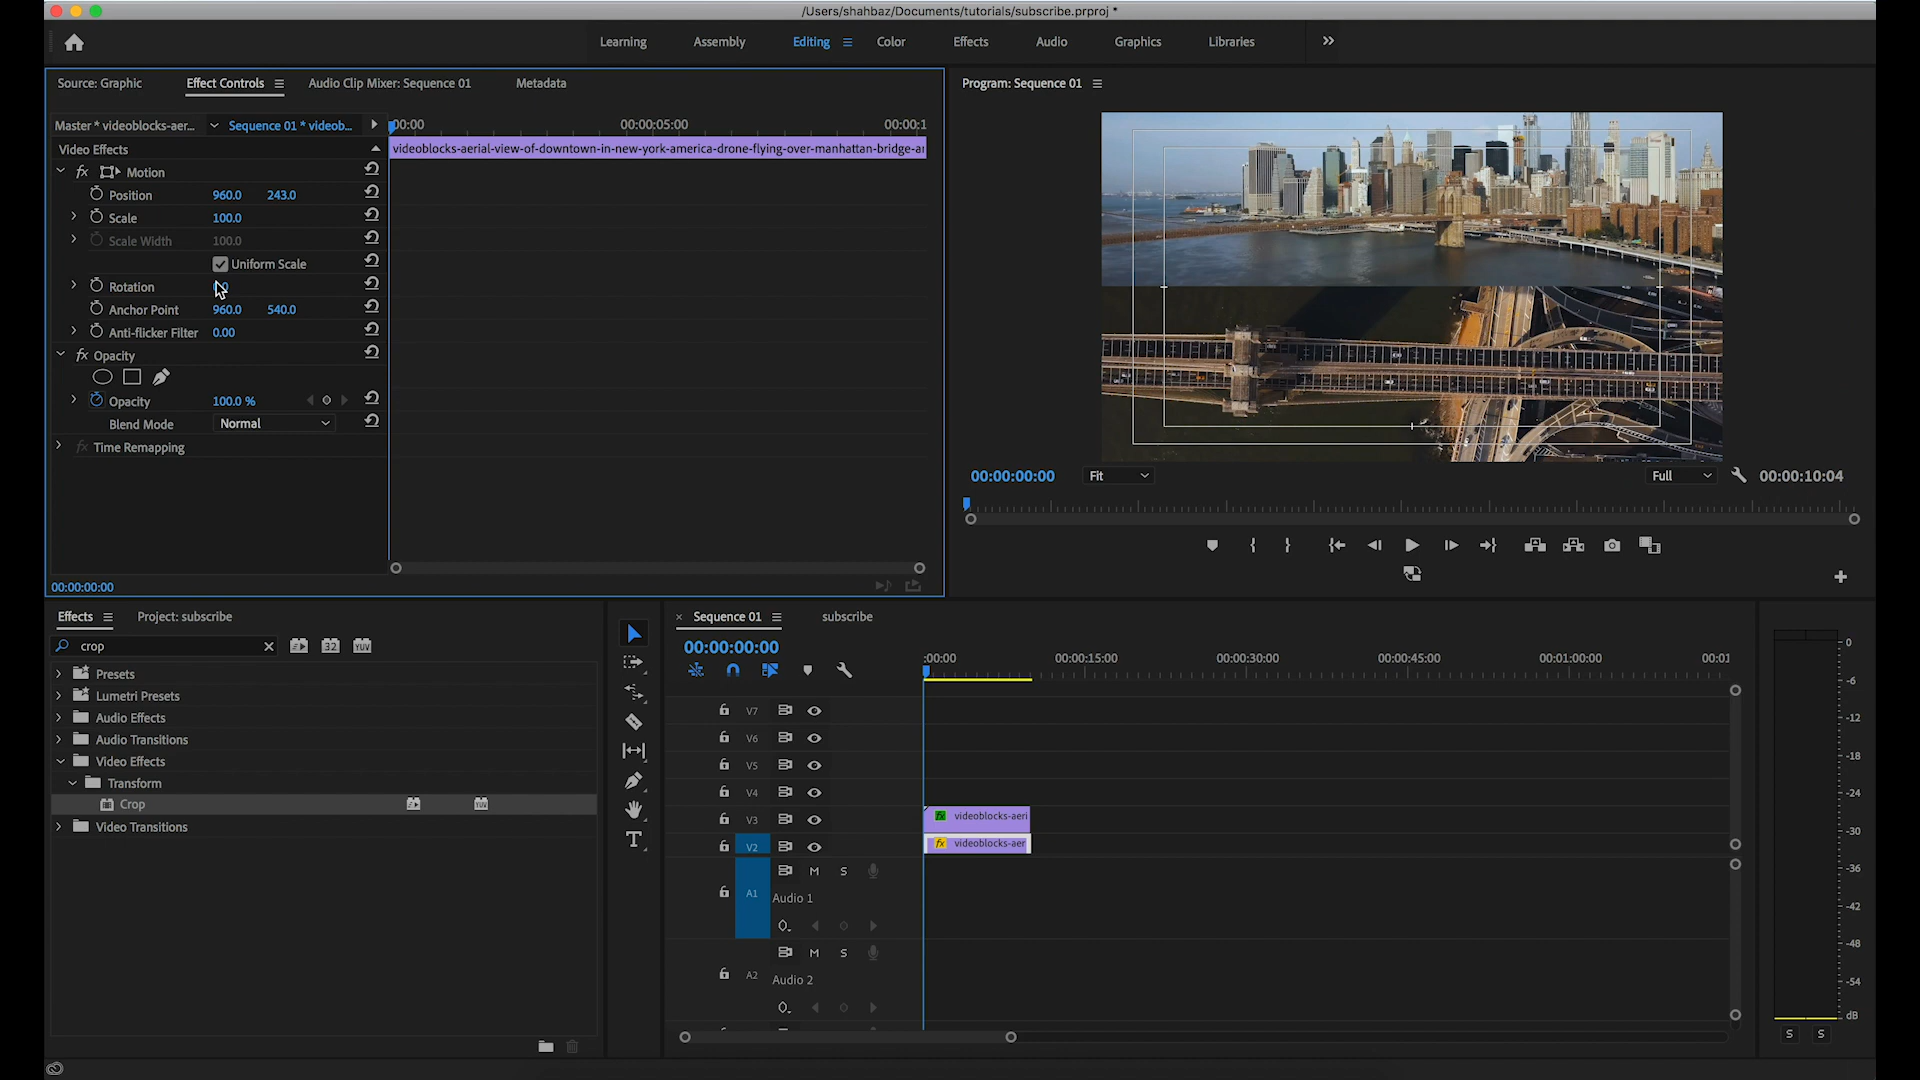 /Users/shahbaz/Documents/tutorials/subscribe.prproj *
Learning Assembly Editing Color Effects Audio Graphics Libraries
Source: Graphic Effect Controls Audio Clip Mixer: Sequence 01 Metadata
Program: Sequence 01
Master * videoblocks-aer... Sequence 01 * videob...
:00:00 00:00:05:00 00:00:1
Video Effects
videoblocks-aerial-view-of-downtown-in-new-york-america-drone-flying-over-manhattan-bridge-ar
fx Motion
Position 960.0 243.0
Scale 100.0
Scale Width 100.0
Uniform Scale
Rotation
Anchor Point 960.0 540.0
Anti-flicker Filter 0.00
fx Opacity
Opacity 100.0 %
Blend Mode Normal
fx Time Remapping
00:00:00:00
00:00:00:00 Fit Full 00:00:10:04
Effects Project: subscribe
crop 32 YUV
Presets
Lumetri Presets
Audio Effects
Audio Transitions
Video Effects
Transform
Crop YUV
Video Transitions
T
× Sequence 01 subscribe
00:00:00:00
:00:00 00:00:15:00 00:00:30:00 00:00:45:00 00:01:00:00 00:01
V7
V6
V5
V4
V3 fx videoblocks-aeri
V2 fx videoblocks-aer
A1 M S
Audio 1
A2 M S
Audio 2
0
-6
-12
-18
-24
-30
-36
-42
-48
-54
dB
S S